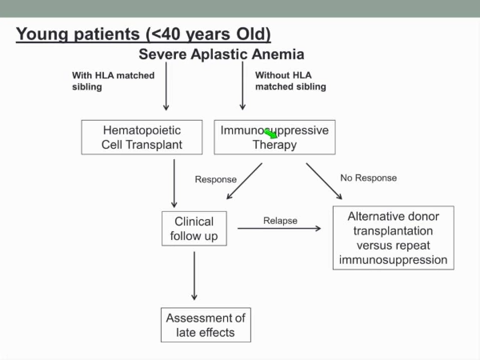 Young patients (<40 years Old)
Severe Aplastic Anemia
With HLA matched
sibling
Without HLA
matched sibling
Hematopoietic
Cell Transplant
Immunosuppressive
Therapy
Response
No Response
Clinical
follow up
Relapse
Alternative donor
transplantation
versus repeat
immunosuppression
Assessment of
late effects